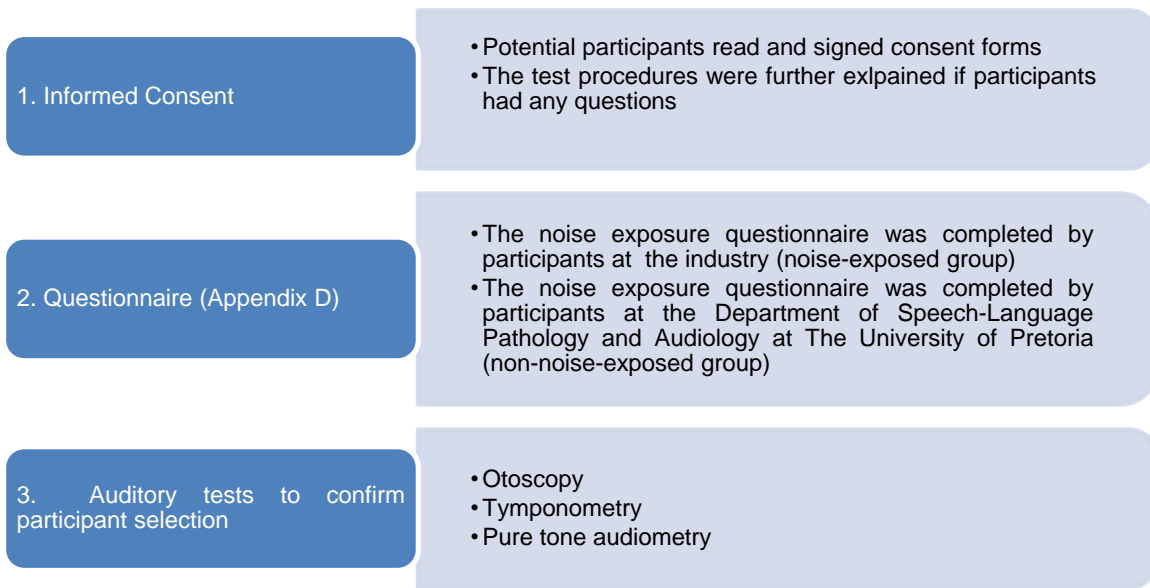 1. Informed Consent
•Potential participants read and signed consent forms
•The test procedures were further exlpained if participants
had any questions
2. Questionnaire (Appendix D)
•The noise exposure questionnaire was completed by
participants at the industry (noise-exposed group)
•The noise exposure questionnaire was completed by
participants at the Department of Speech-Language
Pathology and Audiology at The University of Pretoria
(non-noise-exposed group)
3. Auditory tests to confirm
participant selection
•Otoscopy
•Tymponometry
•Pure tone audiometry